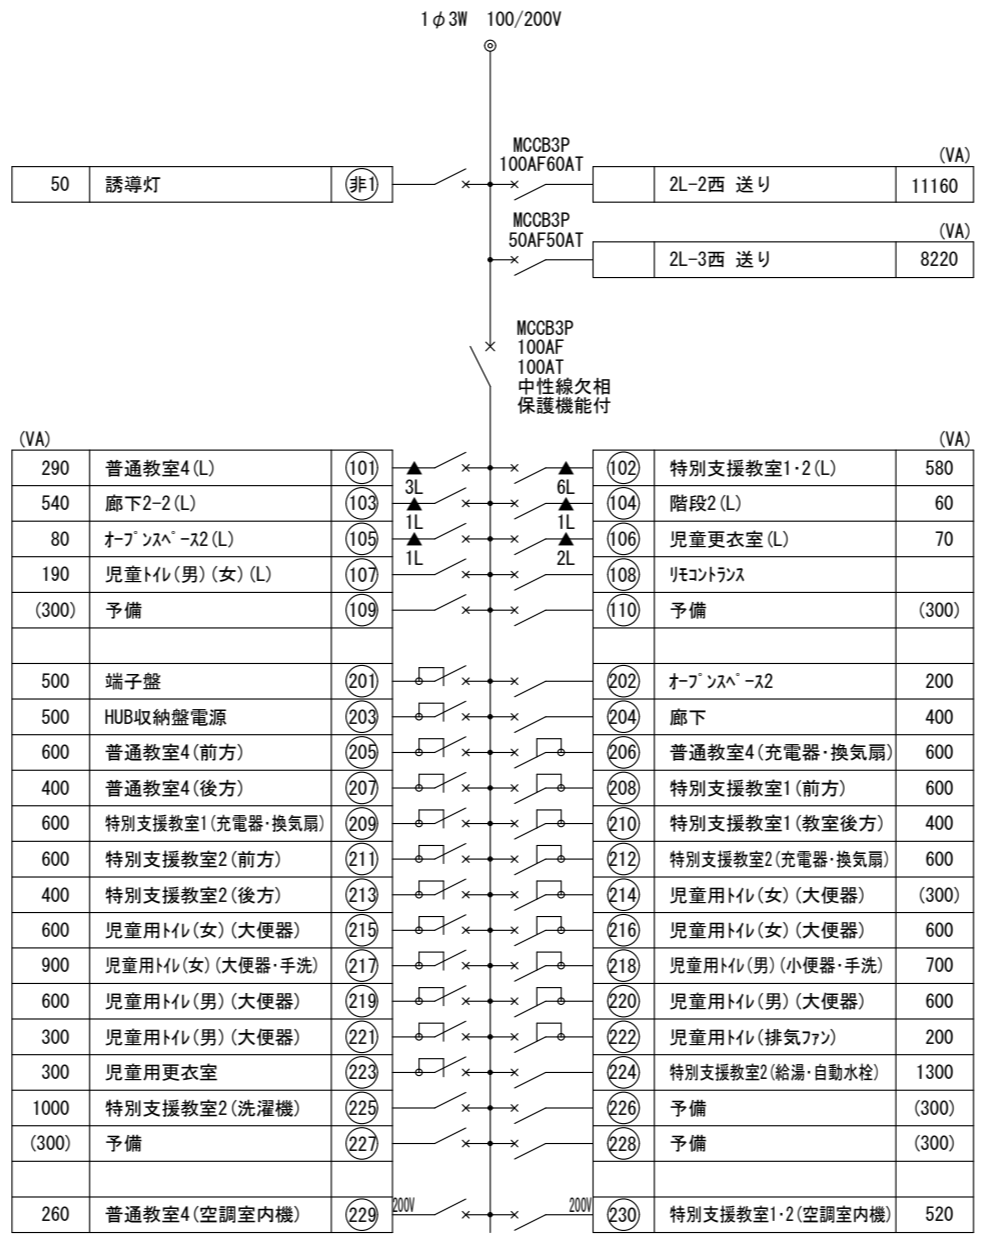 1φ3W 100/200V
MCCB3P
100AF60AT
(VA)
50 誘導灯 非1 2L-2西 送り 11160
MCCB3P
50AF50AT
(VA)
2L-3西 送り 8220
MCCB3P
100AF
100AT
中性線欠相
保護機能付
(VA) (VA)
290 普通教室4(L) 101 3L 6L 102 特別支援教室1・2(L) 580
540 廊下2-2(L) 103 1L 1L 104 階段2(L) 60
80 オープンスペース2(L) 105 1L 2L 106 児童更衣室(L) 70
190 児童トイレ(男)(女)(L) 107 108 リモコントランス
(300) 予備 109 110 予備 (300)
500 端子盤 201 202 オープンスペース2 200
500 HUB収納盤電源 203 204 廊下 400
600 普通教室4(前方) 205 206 普通教室4(充電器・換気扇) 600
400 普通教室4(後方) 207 208 特別支援教室1(前方) 600
600 特別支援教室1(充電器・換気扇) 209 210 特別支援教室1(教室後方) 400
600 特別支援教室2(前方) 211 212 特別支援教室2(充電器・換気扇) 600
400 特別支援教室2(後方) 213 214 児童用トイレ(女)(大便器) (300)
600 児童用トイレ(女)(大便器) 215 216 児童用トイレ(女)(大便器) 600
900 児童用トイレ(女)(大便器・手洗) 217 218 児童用トイレ(男)(小便器・手洗) 700
600 児童用トイレ(男)(大便器) 219 220 児童用トイレ(男)(大便器) 600
300 児童用トイレ(男)(大便器) 221 222 児童用トイレ(排気ファン) 200
300 児童用更衣室 223 224 特別支援教室2(給湯・自動水栓) 1300
1000 特別支援教室2(洗濯機) 225 226 予備 (300)
(300) 予備 227 228 予備 (300)
260 普通教室4(空調室内機) 229 200V 200V 230 特別支援教室1・2(空調室内機) 520